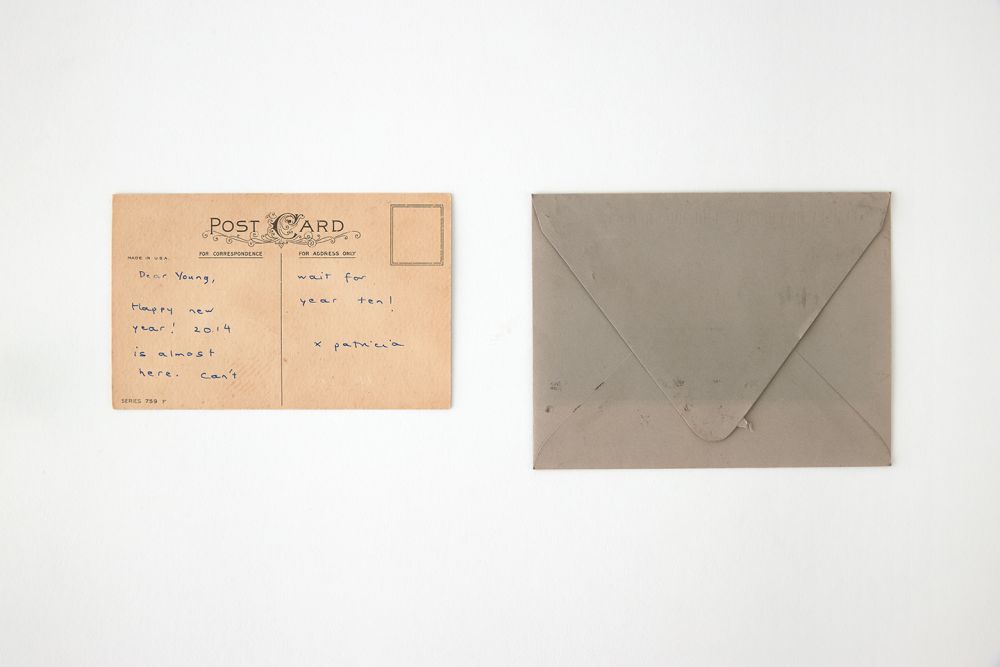 POST CARD
MADE IN U.S.A.
FOR CORRESPONDENCE
FOR ADDRESS ONLY
Dear Young,
Happy new
year! 2014
is almost
here. Can't
wait for
year ten!
x patricia
SERIES 759 F